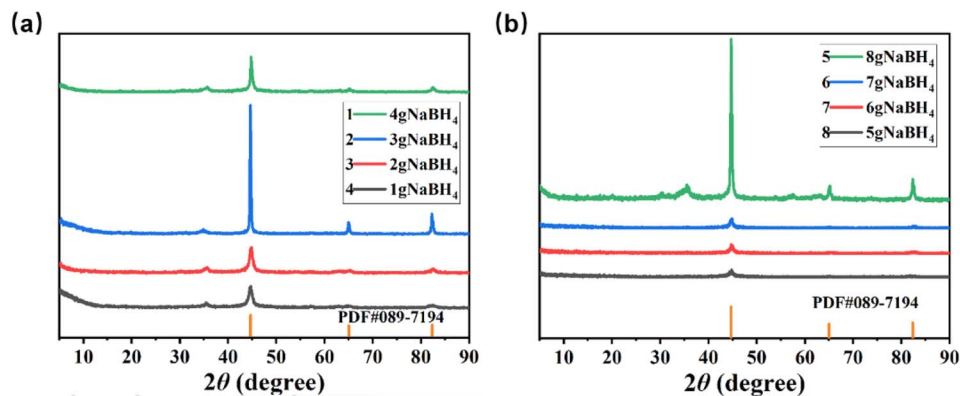 (a)
1 4gNaBH₄
2 3gNaBH₄
3 2gNaBH₄
4 1gNaBH₄
PDF#089-7194
10 20 30 40 50 60 70 80 90
2θ (degree)
(b)
5 8gNaBH₄
6 7gNaBH₄
7 6gNaBH₄
8 5gNaBH₄
PDF#089-7194
10 20 30 40 50 60 70 80 90
2θ (degree)